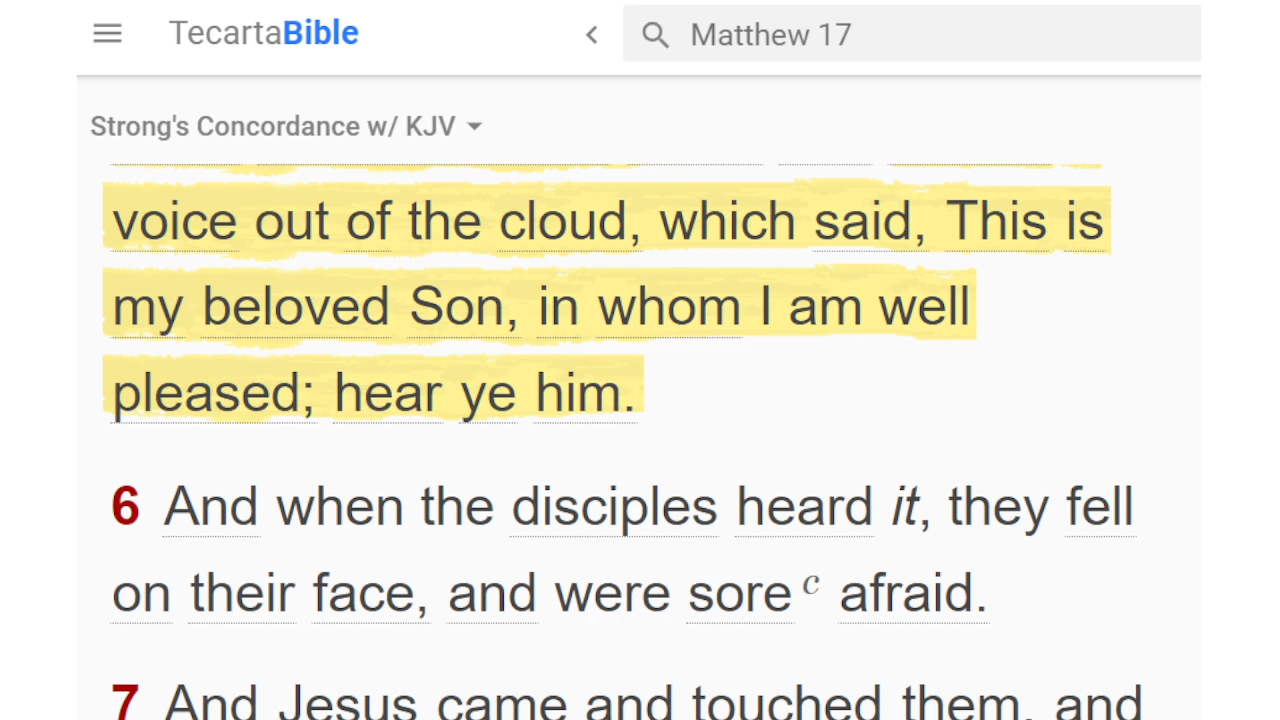 TecartaBible
Matthew 17
Strong's Concordance w/ KJV
voice out of the cloud, which said, This is
my beloved Son, in whom I am well
pleased; hear ye him.
6 And when the disciples heard it, they fell
on their face, and were sore c afraid.
7 And Jesus came and touched them, and